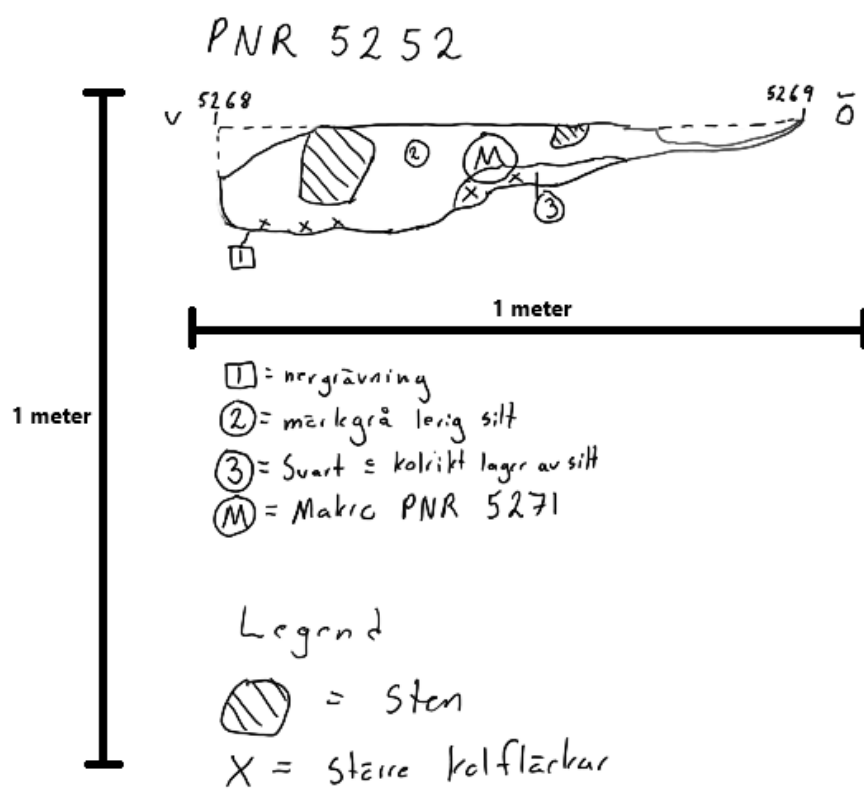 PNR 5252
V 5268 5269 Ö
2 M
3
1
1 meter
1 meter
1 = nergrävning
2 = mörkgrå lerig silt
3 = Svart = kolrikt lager av silt
M = Makro PNR 5271
Legend
= Sten
X = större kolfläckar